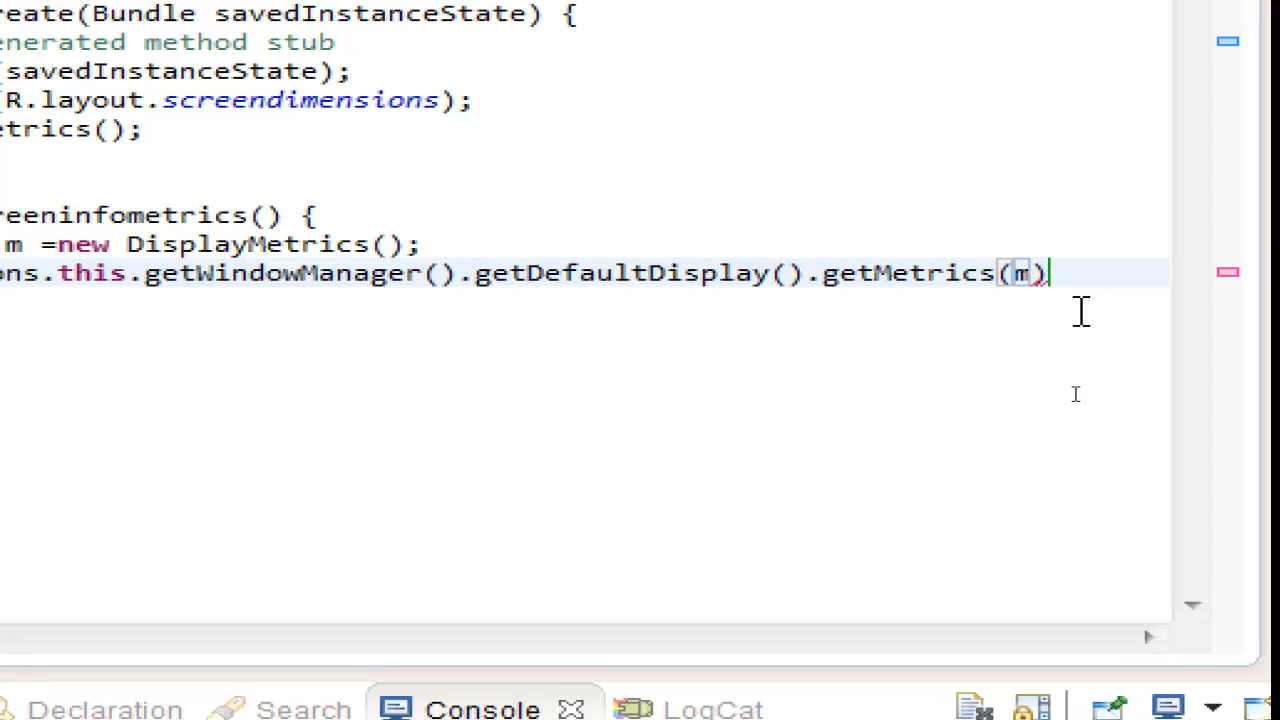 reate(Bundle savedInstanceState) {
enerated method stub
(savedInstanceState);
(R.layout.screendimensions);
etrics();
reeninfometrics() {
m =new DisplayMetrics();
ons.this.getWindowManager().getDefaultDisplay().getMetrics(m)
Declaration Search Console LogCat